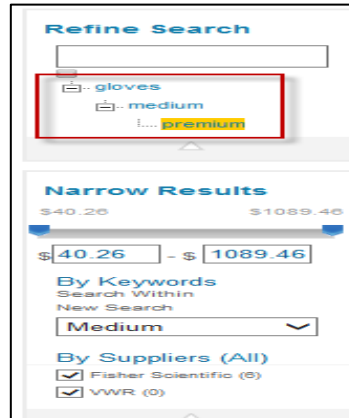 Refine Search
gloves
medium
premium
Narrow Results
$40.26 $1089.46
$ 40.26 - $ 1089.46
By Keywords
Search Within
New Search
Medium
By Suppliers (All)
Fisher Scientific (6)
VWR (0)